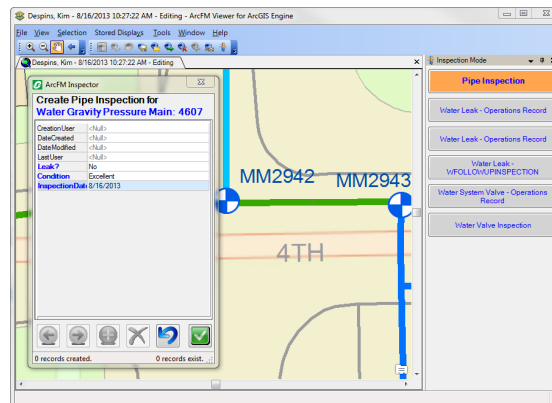 Despins, Kim - 8/16/2013 10:27:22 AM - Editing - ArcFM Viewer for ArcGIS Engine
File View Selection Stored Displays Tools Window Help
Despins, Kim - 8/16/2013 10:27:22 AM - Editing
ArcFM Inspector
Create Pipe Inspection for
Water Gravity Pressure Main: 4607
CreationUser <Null>
DateCreated <Null>
DateModified <Null>
LastUser <Null>
Leak? No
Condition Excellent
InspectionDat 8/16/2013
0 records created. 0 records exist.
MM2942 MM2943
4TH
Inspection Mode
Pipe Inspection
Water Leak - Operations Record
Water Leak - Operations Record
Water Leak -
WFOLLOWUPINSPECTION
Water System Valve - Operations
Record
Water Valve Inspection